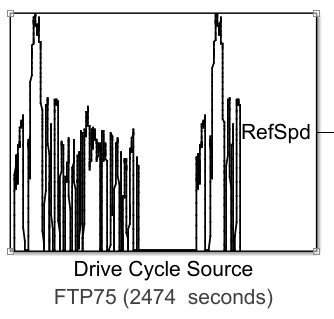 RefSpd
Drive Cycle Source
FTP75 (2474  seconds)